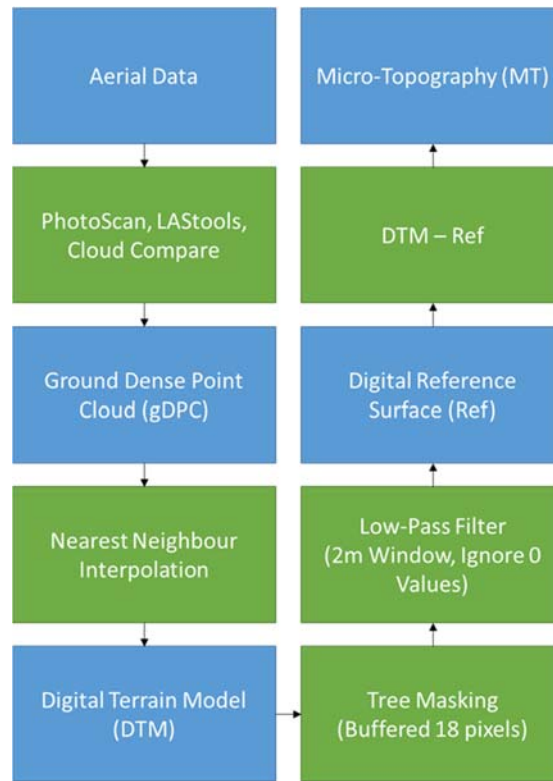 Aerial Data
PhotoScan, LAStools,
Cloud Compare
Ground Dense Point
Cloud (gDPC)
Nearest Neighbour
Interpolation
Digital Terrain Model
(DTM)
Tree Masking
(Buffered 18 pixels)
Low-Pass Filter
(2m Window, Ignore 0
Values)
Digital Reference
Surface (Ref)
DTM – Ref
Micro-Topography (MT)